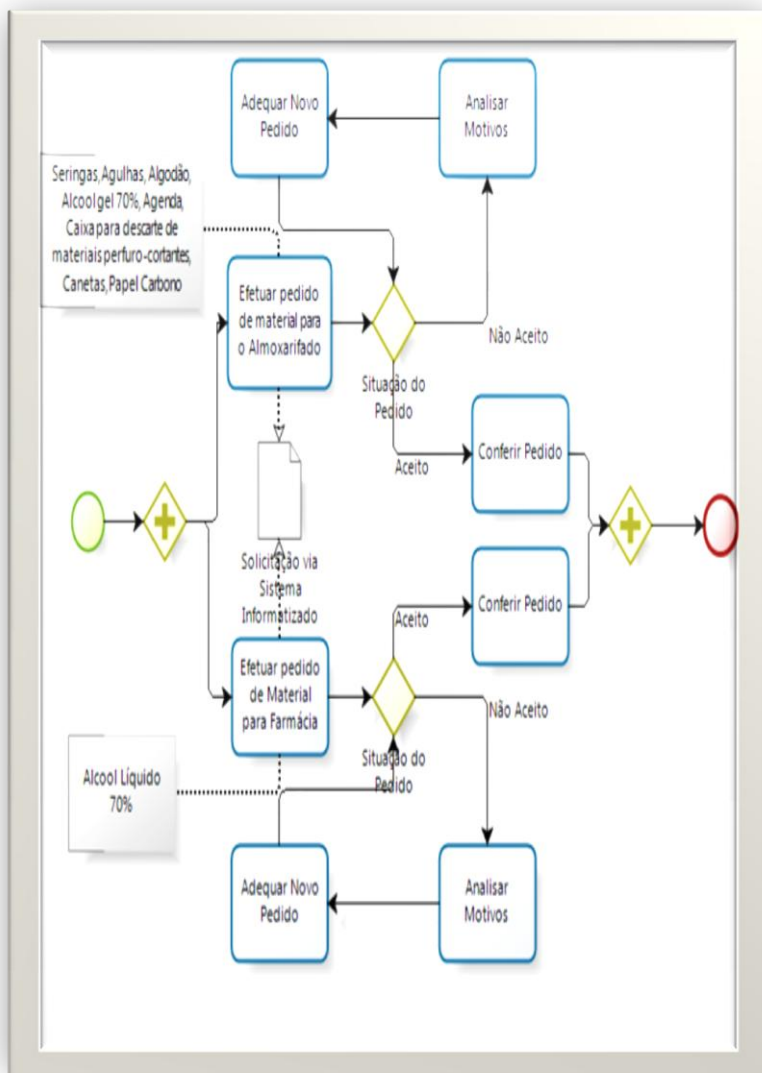 Adequar Novo
Pedido
Analisar
Motivos
Seringas, Agulhas, Algodão,
Alcool gel 70%, Agenda,
Caixa para descarte de
materiais perfuro-cortantes,
Canetas, Papel Carbono
Efetuar pedido
de material para
o Almoxarifado
Não Aceito
Situação do
Pedido
Aceito
Conferir Pedido
Solicitação via
Sistema
Informatizado
Conferir Pedido
Aceito
Efetuar pedido
de Material
para Farmácia
Não Aceito
Situação do
Pedido
Alcool Líquido
70%
Adequar Novo
Pedido
Analisar
Motivos